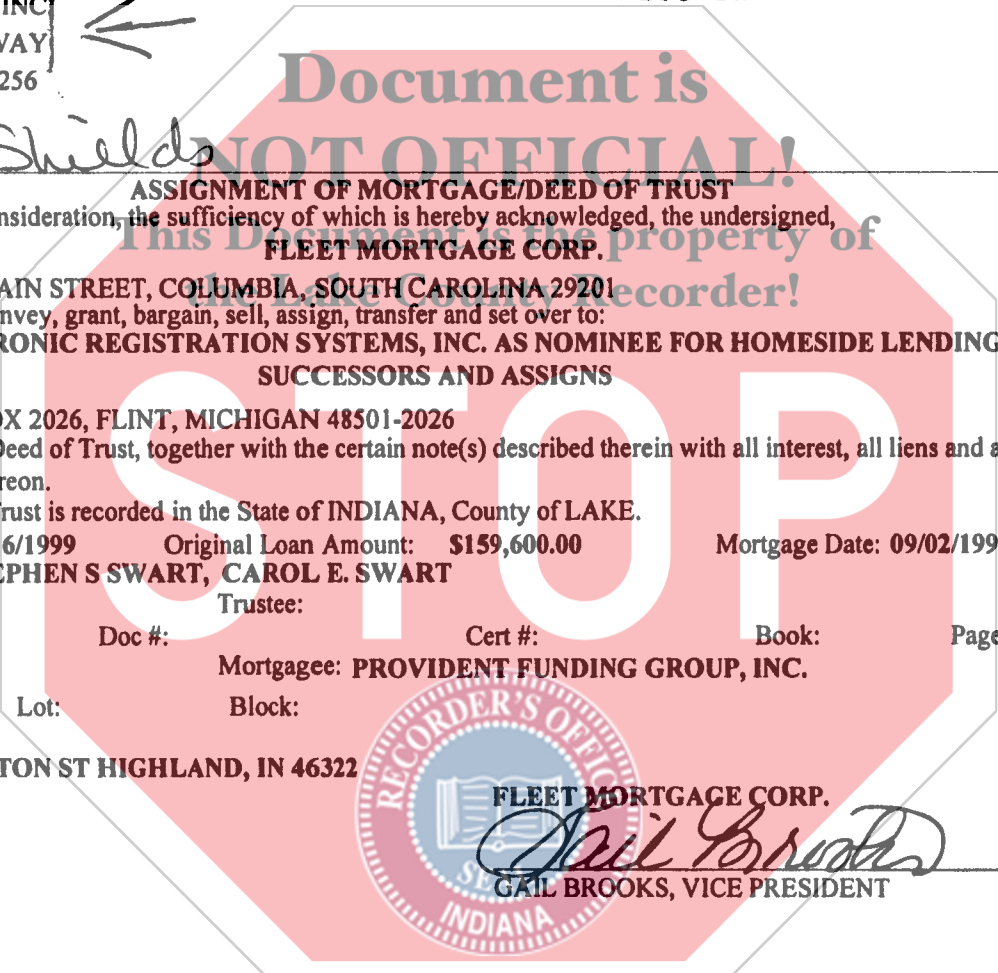 INC
WAY
256
Document is
Shields
NOT OFFICIAL!
ASSIGNMENT OF MORTGAGE/DEED OF TRUST
nsideration, the sufficiency of which is hereby acknowledged, the undersigned,
This Document is the property of
FLEET MORTGAGE CORP.
AIN STREET, COLUMBIA, SOUTH CAROLINA 29201
the Lake County Recorder!
nvey, grant, bargain, sell, assign, transfer and set over to:
RONIC REGISTRATION SYSTEMS, INC. AS NOMINEE FOR HOMESIDE LENDING
SUCCESSORS AND ASSIGNS
OX 2026, FLINT, MICHIGAN 48501-2026
Deed of Trust, together with the certain note(s) described therein with all interest, all liens and a
reon.
STOP
rust is recorded in the State of INDIANA, County of LAKE.
6/1999 Original Loan Amount: $159,600.00 Mortgage Date: 09/02/199
EPHEN S SWART, CAROL E. SWART
Trustee:
Doc #: Cert #: Book: Page
Mortgagee: PROVIDENT FUNDING GROUP, INC.
Lot: Block:
TON ST HIGHLAND, IN 46322
RECORDER'S OFFICE
FLEET MORTGAGE CORP.
Gail Brooks
SEAL
GAIL BROOKS, VICE PRESIDENT
INDIANA